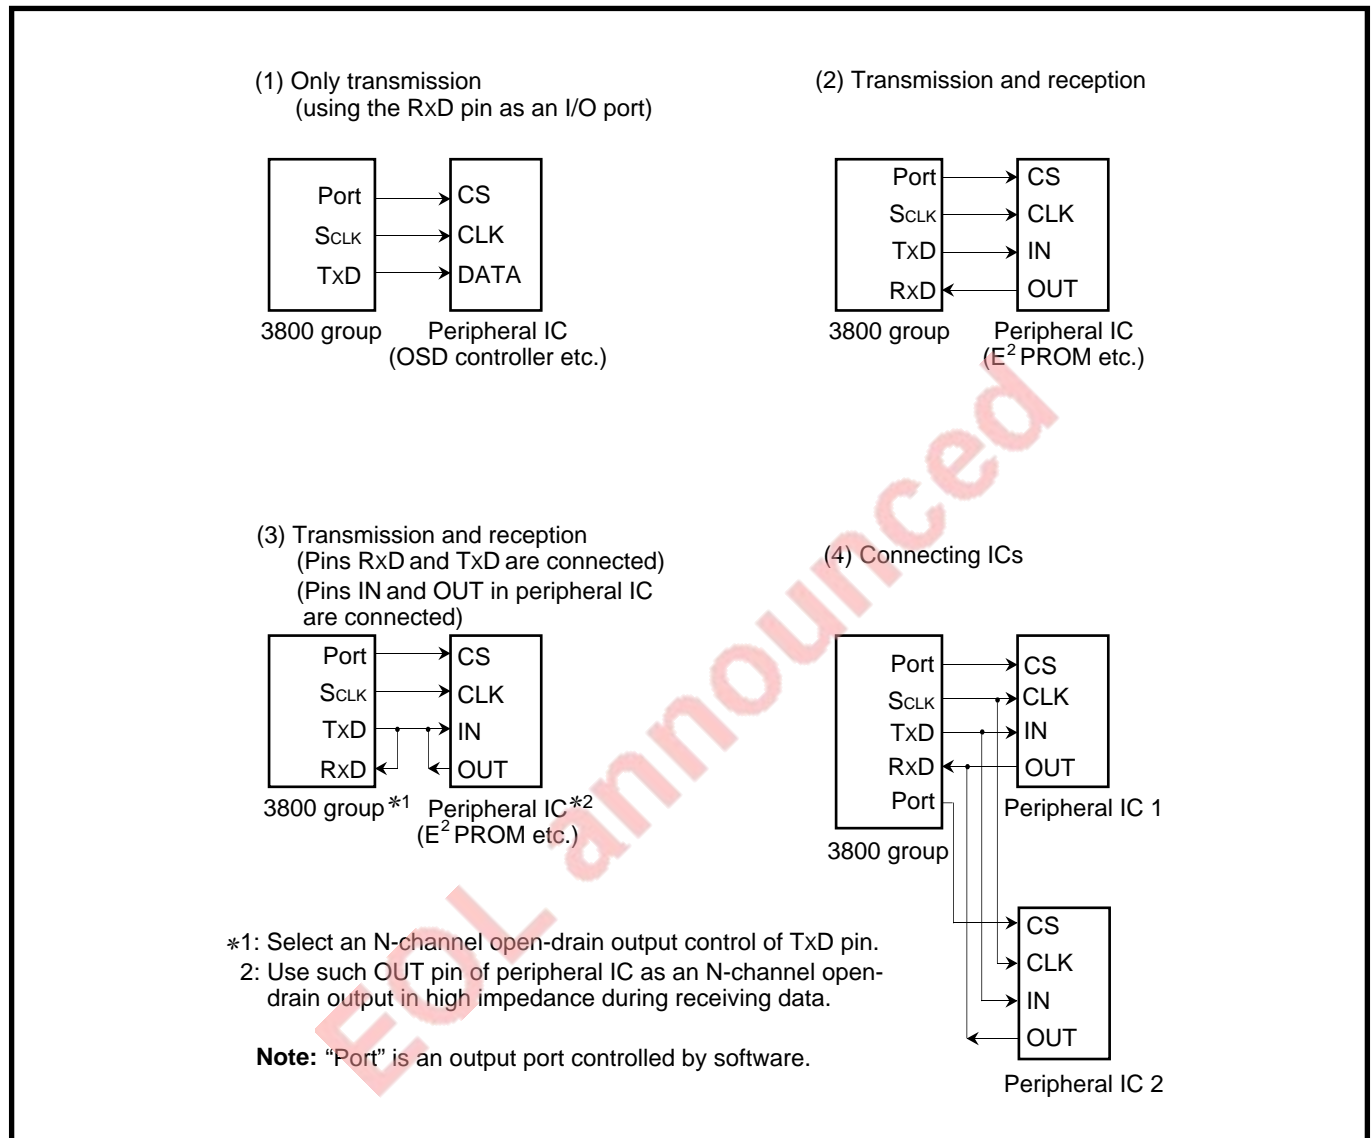 (1) Only transmission
(using the RxD pin as an I/O port)
Port
SCLK
TxD
CS
CLK
DATA
3800 group
Peripheral IC
(OSD controller etc.)
(2) Transmission and reception
Port
SCLK
TxD
RxD
CS
CLK
IN
OUT
3800 group
Peripheral IC
(E² PROM etc.)
(3) Transmission and reception
(Pins RxD and TxD are connected)
(Pins IN and OUT in peripheral IC
are connected)
Port
SCLK
TxD
RxD
CS
CLK
IN
OUT
3800 group *1
Peripheral IC *2
(E² PROM etc.)
(4) Connecting ICs
Port
SCLK
TxD
RxD
Port
CS
CLK
IN
OUT
3800 group
Peripheral IC 1
CS
CLK
IN
OUT
Peripheral IC 2
*1: Select an N-channel open-drain output control of TxD pin.
2: Use such OUT pin of peripheral IC as an N-channel open-
drain output in high impedance during receiving data.
Note: “Port” is an output port controlled by software.
EOL announced